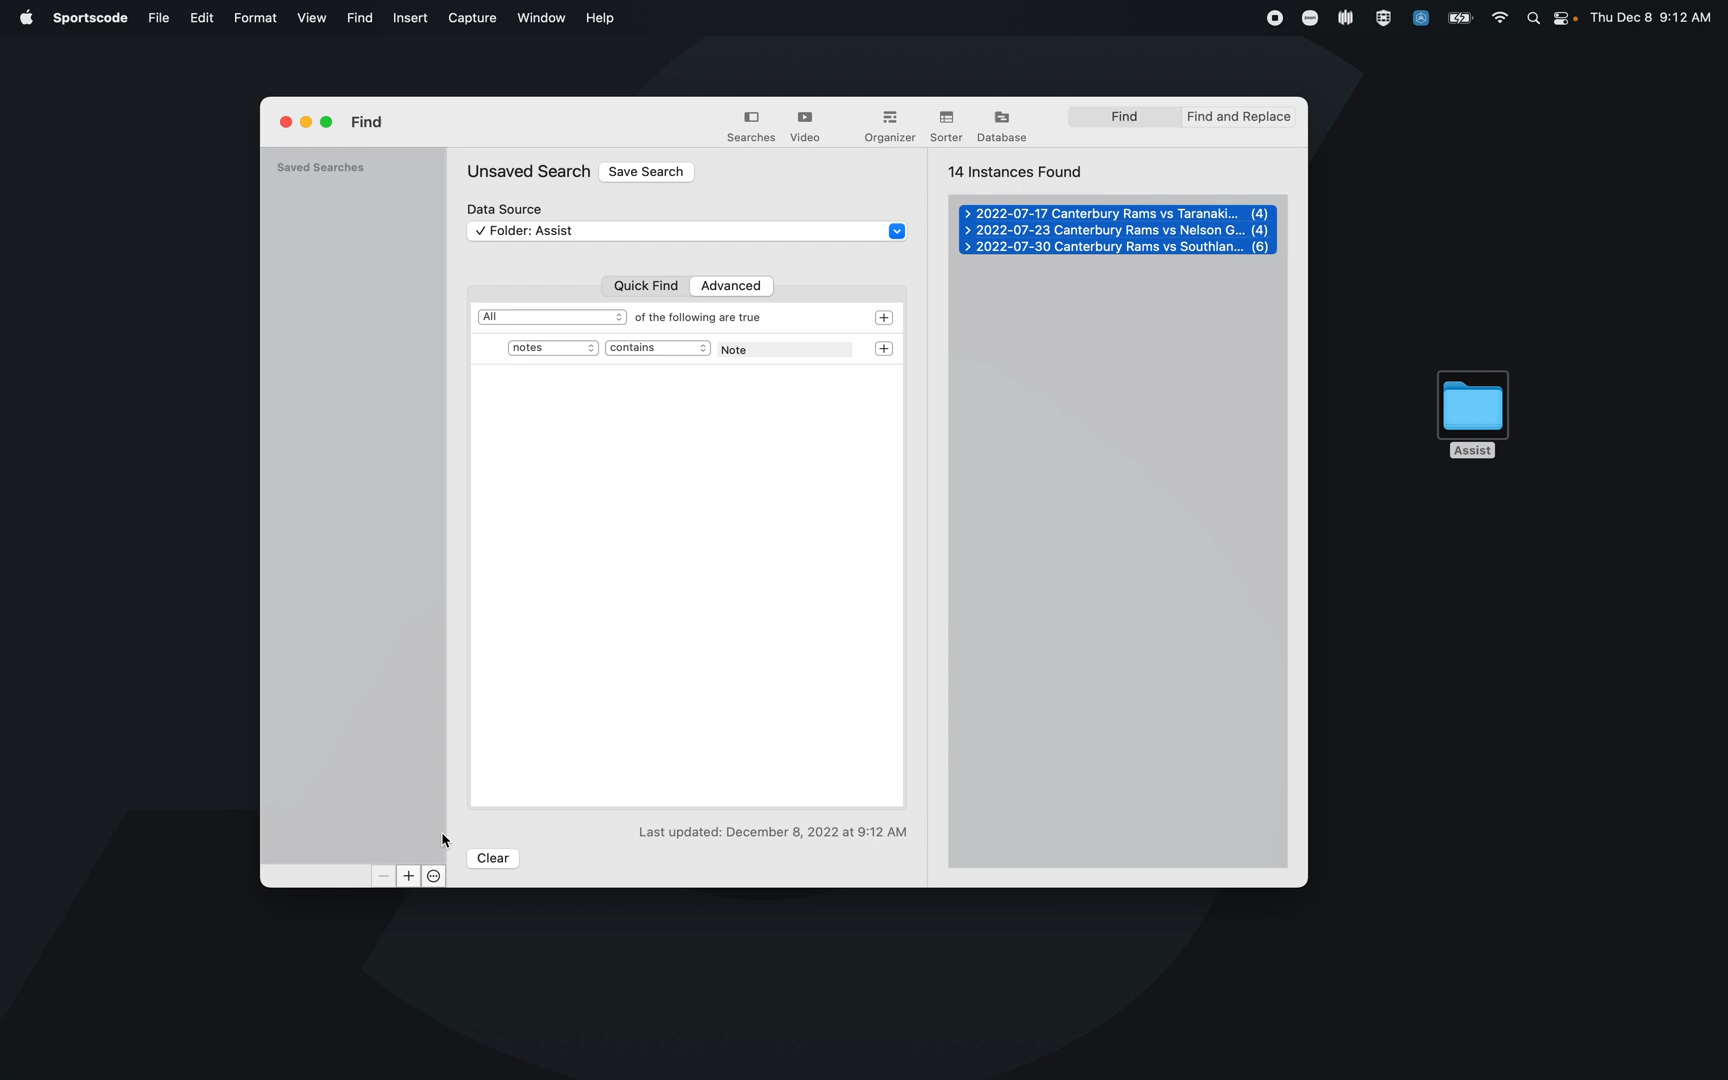 Sportscode File Edit Format View Find Insert Capture Window Help
zoom
Thu Dec 8 9:12 AM
Find
Searches Video Organizer Sorter Database
Find Find and Replace
Saved Searches
Unsaved Search Save Search
Data Source
✓ Folder: Assist
Quick Find Advanced
All of the following are true
notes contains Note
Last updated: December 8, 2022 at 9:12 AM
Clear
14 Instances Found
> 2022-07-17 Canterbury Rams vs Taranaki... (4)
> 2022-07-23 Canterbury Rams vs Nelson G... (4)
> 2022-07-30 Canterbury Rams vs Southlan... (6)
Assist